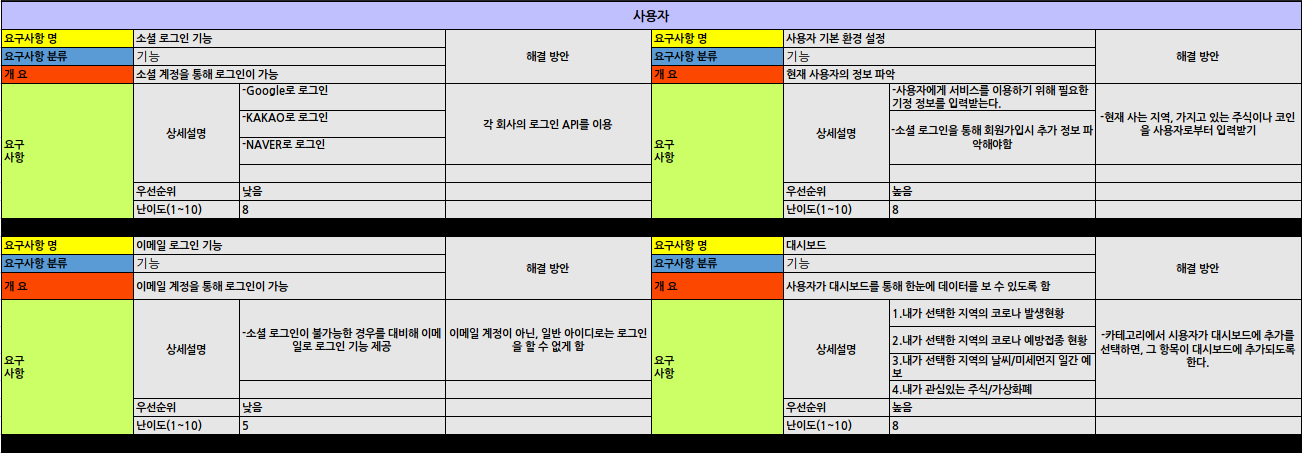 사용자
요구사항 명
소셜 로그인 기능
해결 방안
요구사항 분류
기능
개 요
소셜 계정을 통해 로그인이 가능
요구
사항
상세설명
-Google로 로그인
-KAKAO로 로그인
-NAVER로 로그인
각 회사의 로그인 API를 이용
우선순위
낮음
난이도(1~10)
8
요구사항 명
사용자 기본 환경 설정
해결 방안
요구사항 분류
기능
개 요
현재 사용자의 정보 파악
요구
사항
상세설명
-사용자에게 서비스를 이용하기 위해 필요한
기정 정보를 입력받는다.
-소셜 로그인을 통해 회원가입시 추가 정보 파
악해야함
-현재 사는 지역, 가지고 있는 주식이나 코인
을 사용자로부터 입력받기
우선순위
높음
난이도(1~10)
8
요구사항 명
이메일 로그인 기능
해결 방안
요구사항 분류
기능
개 요
이메일 계정을 통해 로그인이 가능
요구
사항
상세설명
-소셜 로그인이 불가능한 경우를 대비해 이메
일로 로그인 기능 제공
이메일 계정이 아닌, 일반 아이디로는 로그인
을 할 수 없게 함
우선순위
낮음
난이도(1~10)
5
요구사항 명
대시보드
해결 방안
요구사항 분류
기능
개 요
사용자가 대시보드를 통해 한눈에 데이터를 보 수 있도록 함
요구
사항
상세설명
1.내가 선택한 지역의 코로나 발생현황
2.내가 선택한 지역의 코로나 예방접종 현황
3.내가 선택한 지역의 날씨/미세먼지 일간 예
보
4.내가 관심있는 주식/가상화폐
-카테고리에서 시용자가 대시보드에 추가를
선택하면, 그 항목이 대시보드에 추가되도록
한다.
우선순위
높음
난이도(1~10)
8